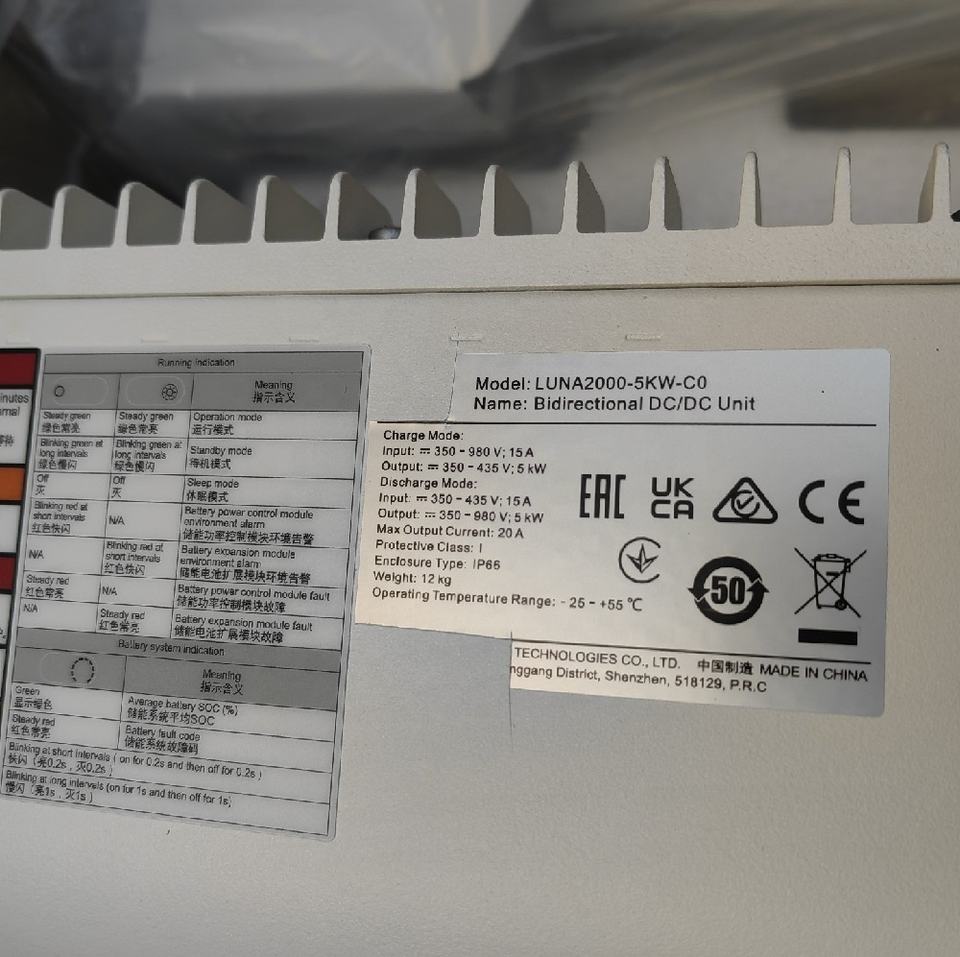 inutes
mal
等待
Running indication
Meaning
指示含义
Steady green
绿色常亮
Steady green
绿色常亮
Operation mode
运行模式
Blinking green at
long intervals
绿色慢闪
Blinking green at
long intervals
绿色慢闪
Standby mode
待机模式
Off
灭
Off
灭
Sleep mode
休眠模式
Blinking red at
short intervals
红色快闪
N/A
Battery power control module
environment alarm
储能功率控制模块环境告警
N/A
Blinking red at
short intervals
红色快闪
Battery expansion module
environment alarm
储能电池扩展模块环境告警
Steady red
红色常亮
N/A
Battery power control module fault
储能功率控制模块故障
N/A
Steady red
红色常亮
Battery expansion module fault
储能电池扩展模块故障
Battery system indication
Meaning
指示含义
Green
显示绿色
Average battery SOC (%)
储能系统平均SOC
Steady red
红色常亮
Battery fault code
储能系统故障码
Blinking at short intervals ( on for 0.2s and then off for 0.2s )
快闪（亮0.2s，灭0.2s）
Blinking at long intervals (on for 1s and then off for 1s)
慢闪（亮1s，灭1s）
Model: LUNA2000-5KW-C0
Name: Bidirectional DC/DC Unit
Charge Mode:
Input: ⎓ 350 - 980 V; 15 A
Output: ⎓ 350 - 435 V; 5 kW
Discharge Mode:
Input: ⎓ 350 - 435 V; 15 A
Output: ⎓ 350 - 980 V; 5 kW
Max Output Current: 20 A
Protective Class: I
Enclosure Type: IP66
Weight: 12 kg
Operating Temperature Range: - 25 - +55 ℃
EAC
UK
CA
CE
50
TECHNOLOGIES CO., LTD. 中国制造 MADE IN CHINA
nggang District, Shenzhen, 518129, P.R.C